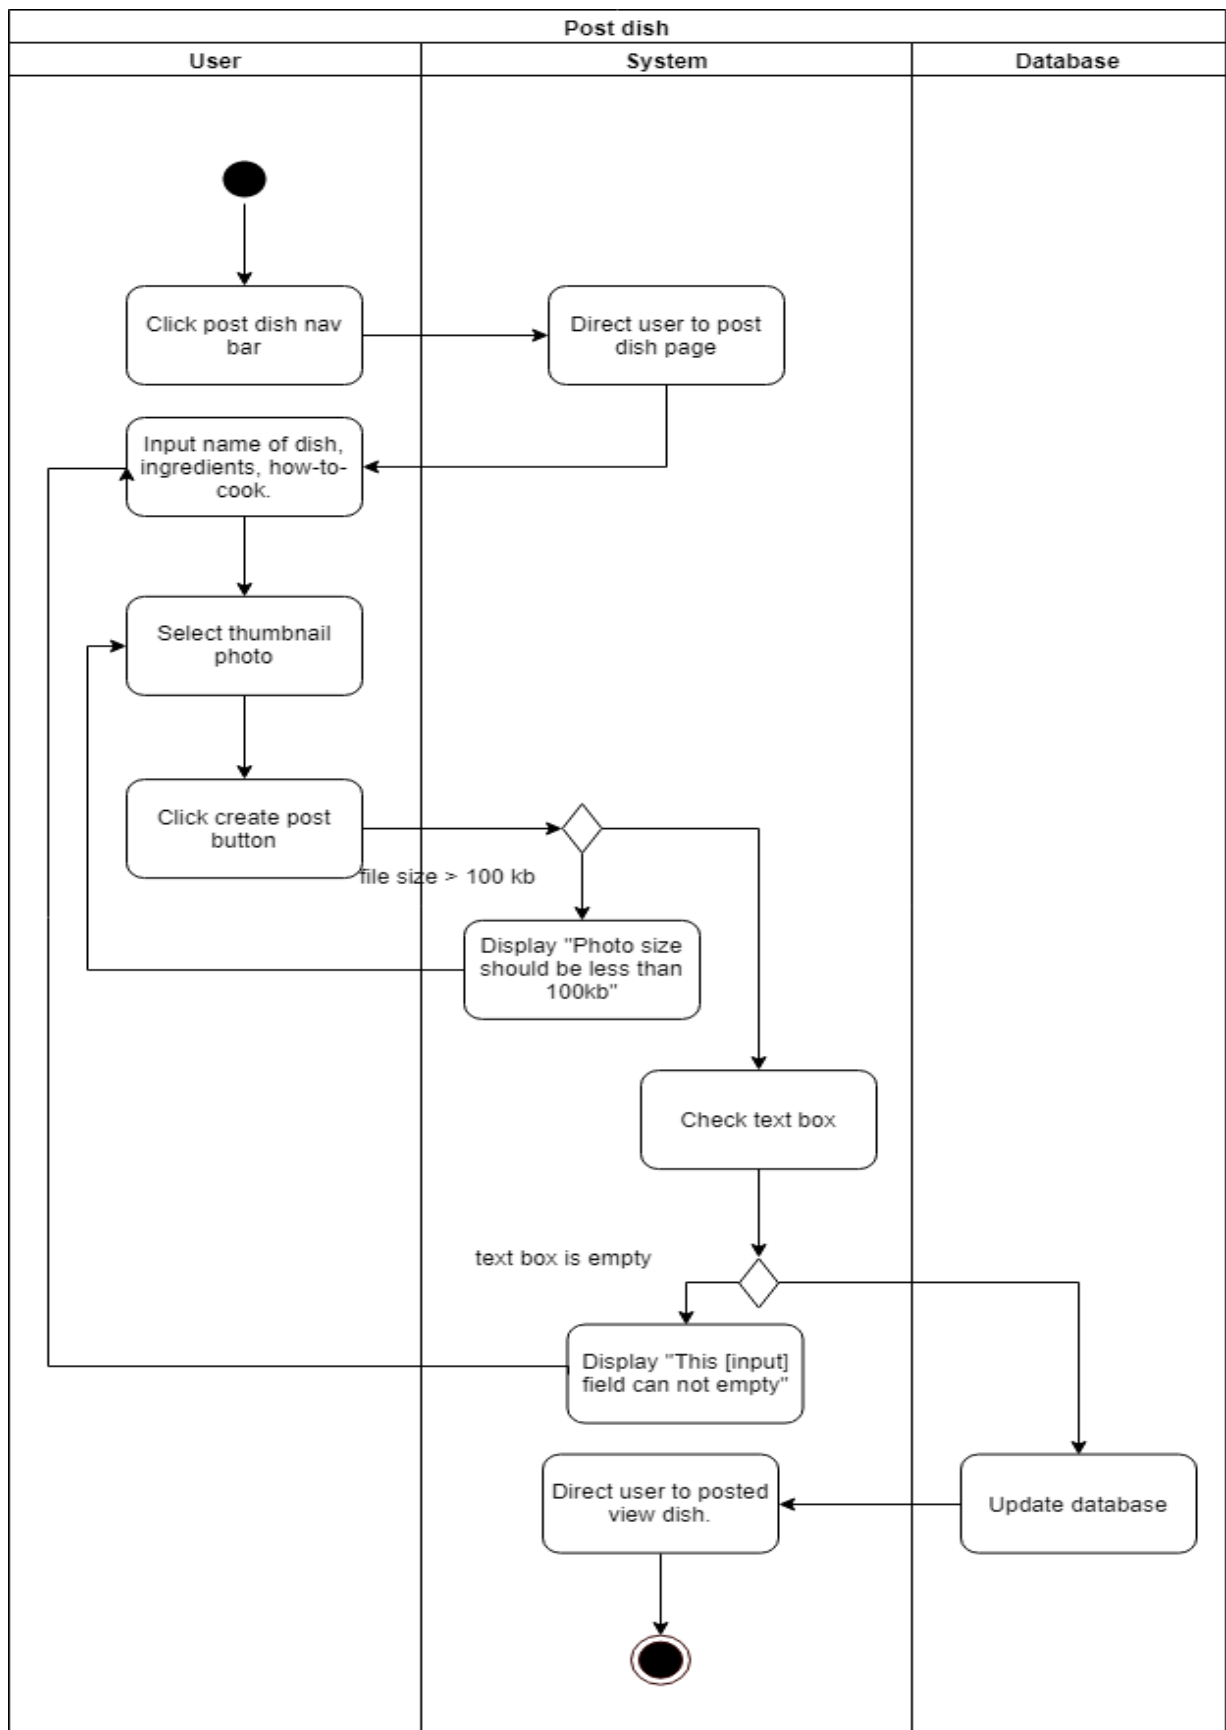 Post dish
User
System
Database
Click post dish nav
bar
Direct user to post
dish page
Input name of dish,
ingredients, how-to-
cook.
Select thumbnail
photo
Click create post
button
file size > 100 kb
Display "Photo size
should be less than
100kb"
Check text box
text box is empty
Display "This [input]
field can not empty"
Direct user to posted
view dish.
Update database